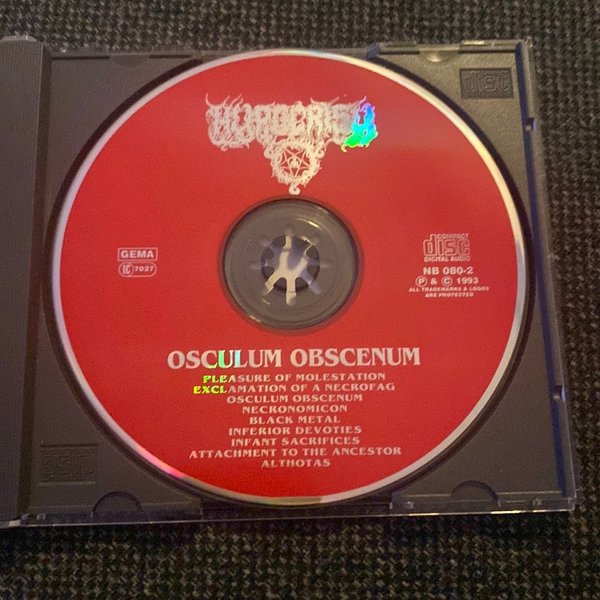 HYPOCRISY
disc
GEMA
LC 7027
COMPACT
disc
DIGITAL AUDIO
NB 080-2
Ⓟ & © 1993
ALL TRADEMARKS & LOGOS
ARE PROTECTED
OSCULUM OBSCENUM
PLEASURE OF MOLESTATION
EXCLAMATION OF A NECROFAG
OSCULUM OBSCENUM
NECRONOMICON
BLACK METAL
INFERIOR DEVOTIES
INFANT SACRIFICES
ATTACHMENT TO THE ANCESTOR
ALTHOTAS